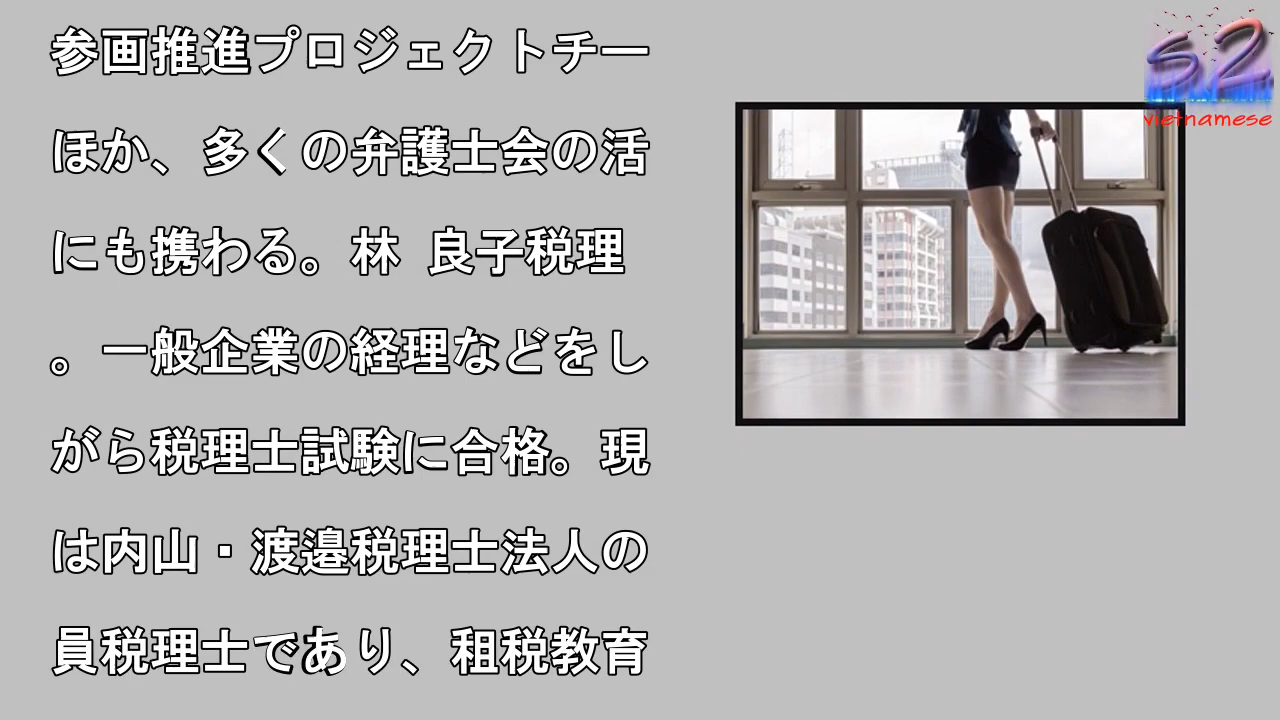 参画推進プロジェクトチー
ほか、多くの弁護士会の活
にも携わる。林 良子税理
。一般企業の経理などをし
がら税理士試験に合格。現
は内山・渡邉税理士法人の
員税理士であり、租税教育
S2
vietnamese